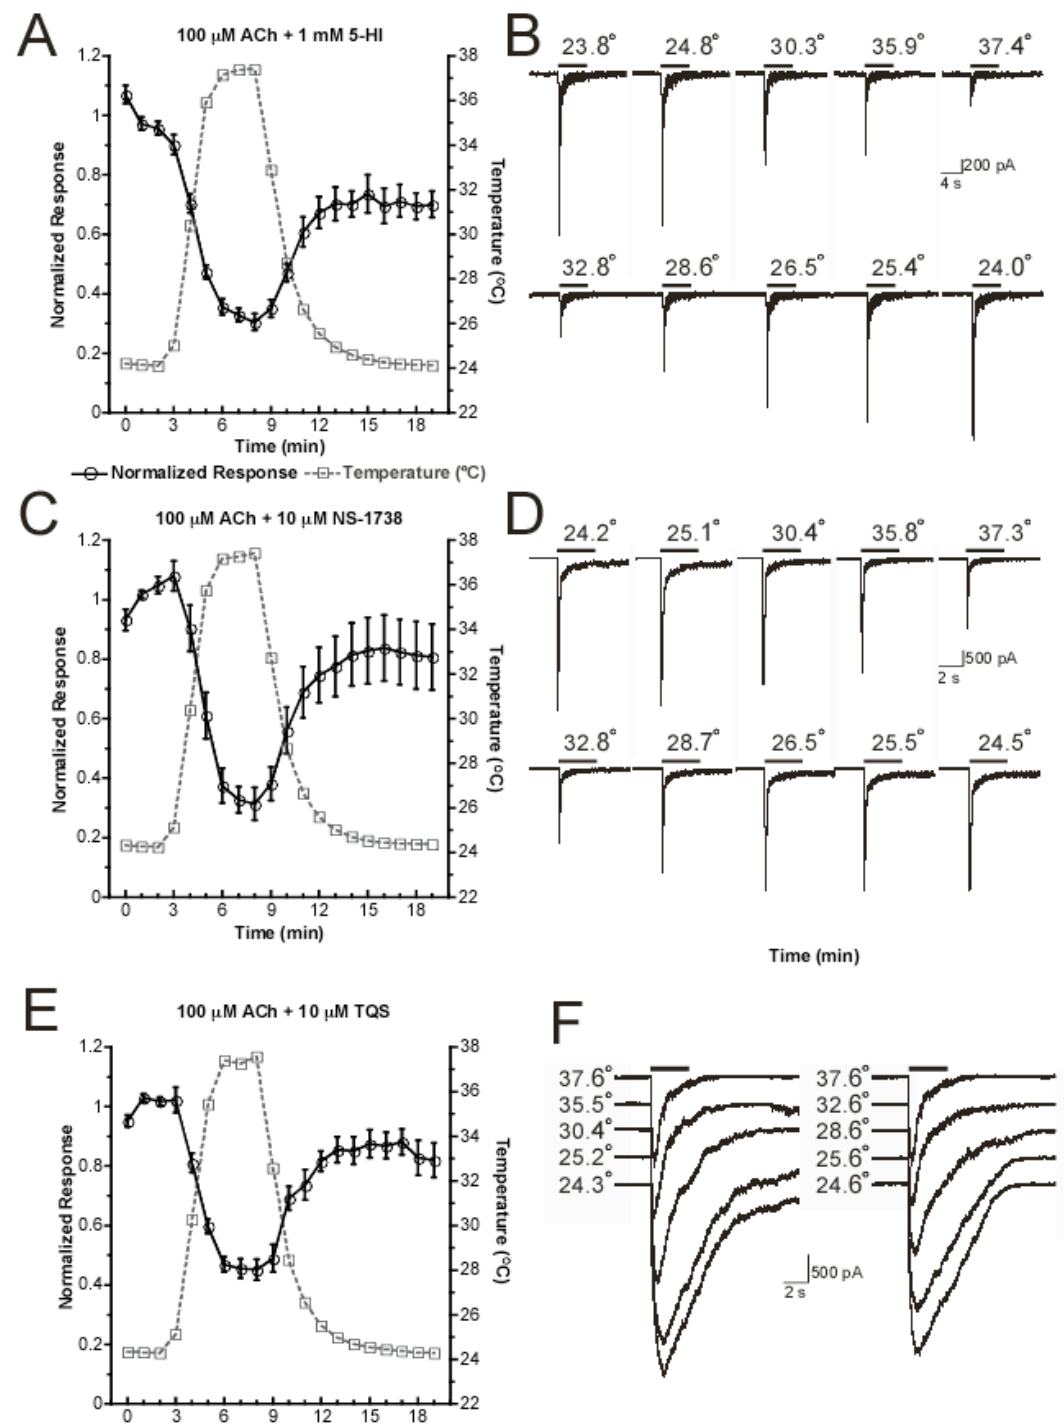 A
100 µM ACh + 1 mM 5-HI
1.2
1
0.8
0.6
0.4
0.2
0
Normalized Response
38
36
34
32
30
28
26
24
22
Temperature (°C)
0 3 6 9 12 15 18
Time (min)
Normalized Response Temperature (°C)
B
23.8° 24.8° 30.3° 35.9° 37.4°
200 pA
4 s
32.8° 28.6° 26.5° 25.4° 24.0°
C
100 µM ACh + 10 µM NS-1738
1.2
1
0.8
0.6
0.4
0.2
0
Normalized Response
38
36
34
32
30
28
26
24
22
Temperature (°C)
0 3 6 9 12 15 18
Time (min)
D
24.2° 25.1° 30.4° 35.8° 37.3°
500 pA
2 s
32.8° 28.7° 26.5° 25.5° 24.5°
Time (min)
E
100 µM ACh + 10 µM TQS
1.2
1
0.8
0.6
0.4
0.2
0
Normalized Response
38
36
34
32
30
28
26
24
22
Temperature (°C)
0 3 6 9 12 15 18
F
37.6°
35.5°
30.4°
25.2°
24.3°
37.6°
32.6°
28.6°
25.6°
24.6°
500 pA
2 s